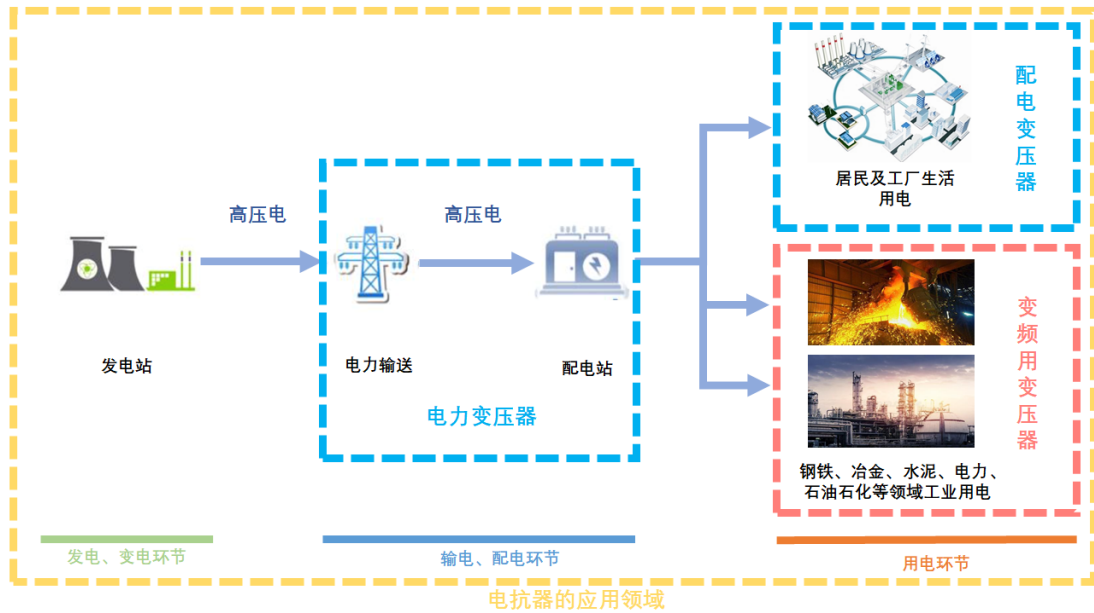 配电变压器
居民及工厂生活
用电
高压电
高压电
发电站
电力输送
配电站
电力变压器
变频用变压器
钢铁、冶金、水泥、电力、
石油石化等领域工业用电
发电、变电环节
输电、配电环节
用电环节
电抗器的应用领域